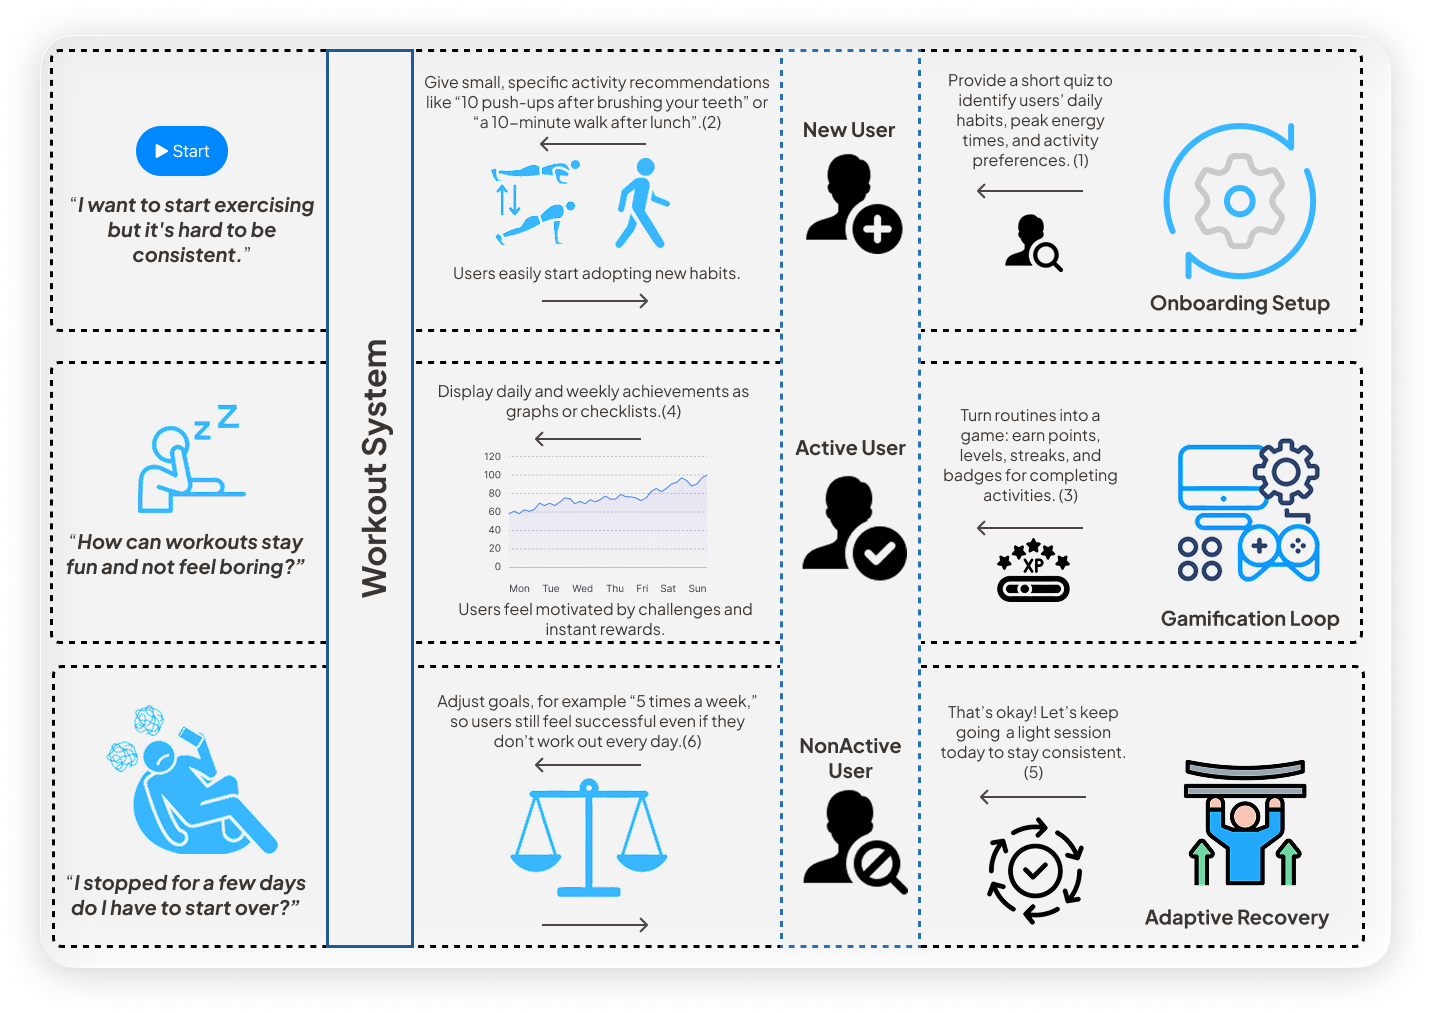 Start
“I want to start exercising
but it's hard to be
consistent.”
Workout System
Give small, specific activity recommendations
like “10 push-ups after brushing your teeth” or
“a 10-minute walk after lunch”.(2)
Users easily start adopting new habits.
New User
Provide a short quiz to
identify users’ daily
habits, peak energy
times, and activity
preferences. (1)
Onboarding Setup
Z
Z
“How can workouts stay
fun and not feel boring?”
Display daily and weekly achievements as
graphs or checklists.(4)
120
100
80
60
40
20
0
Mon Tue Wed Thu Fri Sat Sun
Users feel motivated by challenges and
instant rewards.
Active User
Turn routines into a
game: earn points,
levels, streaks, and
badges for completing
activities. (3)
XP
Gamification Loop
“I stopped for a few days
do I have to start over?”
Adjust goals, for example “5 times a week,”
so users still feel successful even if they
don’t work out every day.(6)
NonActive
User
That’s okay! Let’s keep
going a light session
today to stay consistent.
(5)
Adaptive Recovery